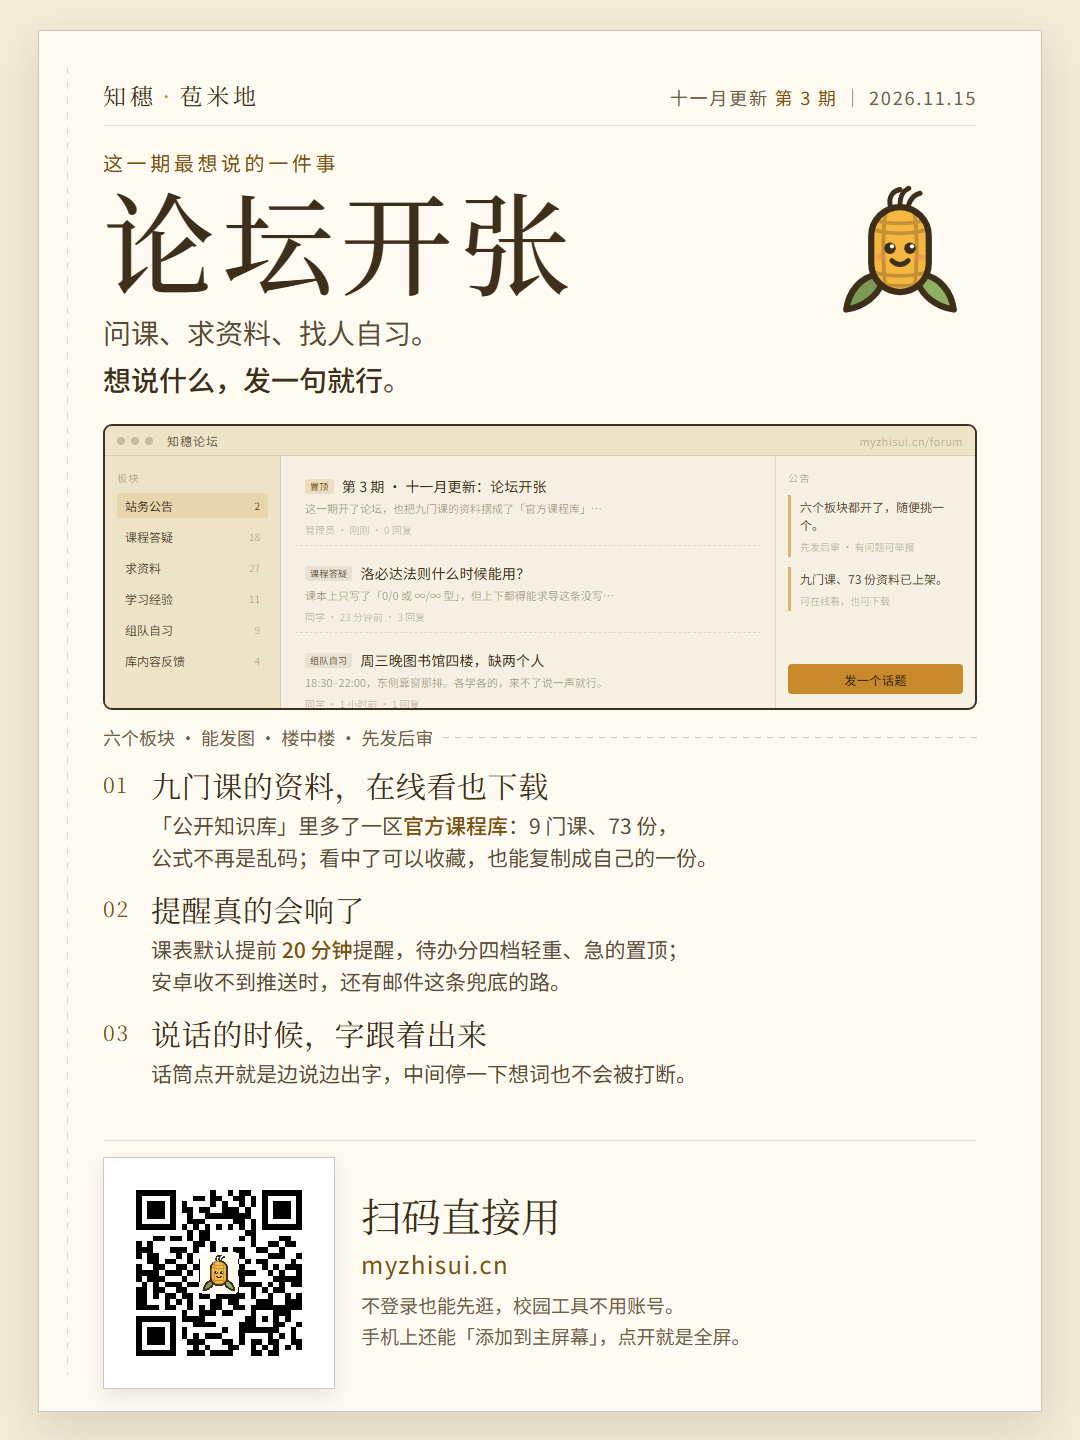 知穗 · 苞米地
十一月更新 第 3 期 | 2026.11.15
这一期最想说的一件事
论坛开张
问课、求资料、找人自习。
想说什么，发一句就行。
知穗论坛
myzhisui.cn/forum
板块
站务公告 2
课程答疑 18
求资料 27
学习经验 11
组队自习 9
库内容反馈 4
置顶 第 3 期 · 十一月更新：论坛开张
这一期开了论坛，也把九门课的资料摆成了「官方课程库」…
管理员 · 刚刚 · 0 回复
课程答疑 洛必达法则什么时候能用？
课本上只写了「0/0 或 ∞/∞ 型」，但上下都得能求导这条没写…
同学 · 23 分钟前 · 3 回复
组队自习 周三晚图书馆四楼，缺两个人
18:30–22:00，东侧靠窗那排。各学各的，来不了说一声就行。
同学 · 1 小时前 · 1 回复
公告
六个板块都开了，随便挑一
个。
先发后审 · 有问题可举报
九门课、73 份资料已上架。
可在线看，也可下载
发一个话题
六个板块 · 能发图 · 楼中楼 · 先发后审
01 九门课的资料，在线看也下载
「公开知识库」里多了一区官方课程库：9 门课、73 份，
公式不再是乱码；看中了可以收藏，也能复制成自己的一份。
02 提醒真的会响了
课表默认提前 20 分钟提醒，待办分四档轻重、急的置顶；
安卓收不到推送时，还有邮件这条兜底的路。
03 说话的时候，字跟着出来
话筒点开就是边说边出字，中间停一下想词也不会被打断。
扫码直接用
myzhisui.cn
不登录也能先逛，校园工具不用账号。
手机上还能「添加到主屏幕」，点开就是全屏。